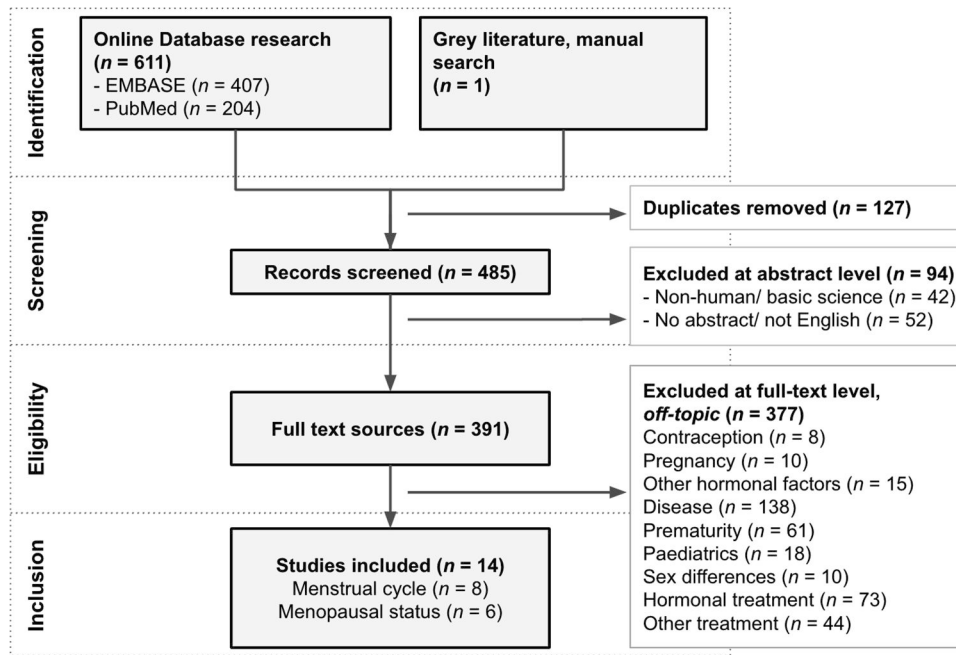 Identification
Online Database research
(n = 611)
- EMBASE (n = 407)
- PubMed (n = 204)
Grey literature, manual
search
(n = 1)
Screening
Duplicates removed (n = 127)
Records screened (n = 485)
Excluded at abstract level (n = 94)
- Non-human/ basic science (n = 42)
- No abstract/ not English (n = 52)
Eligibility
Full text sources (n = 391)
Excluded at full-text level,
off-topic (n = 377)
Contraception (n = 8)
Pregnancy (n = 10)
Other hormonal factors (n = 15)
Disease (n = 138)
Prematurity (n = 61)
Paediatrics (n = 18)
Sex differences (n = 10)
Hormonal treatment (n = 73)
Other treatment (n = 44)
Inclusion
Studies included (n = 14)
Menstrual cycle (n = 8)
Menopausal status (n = 6)